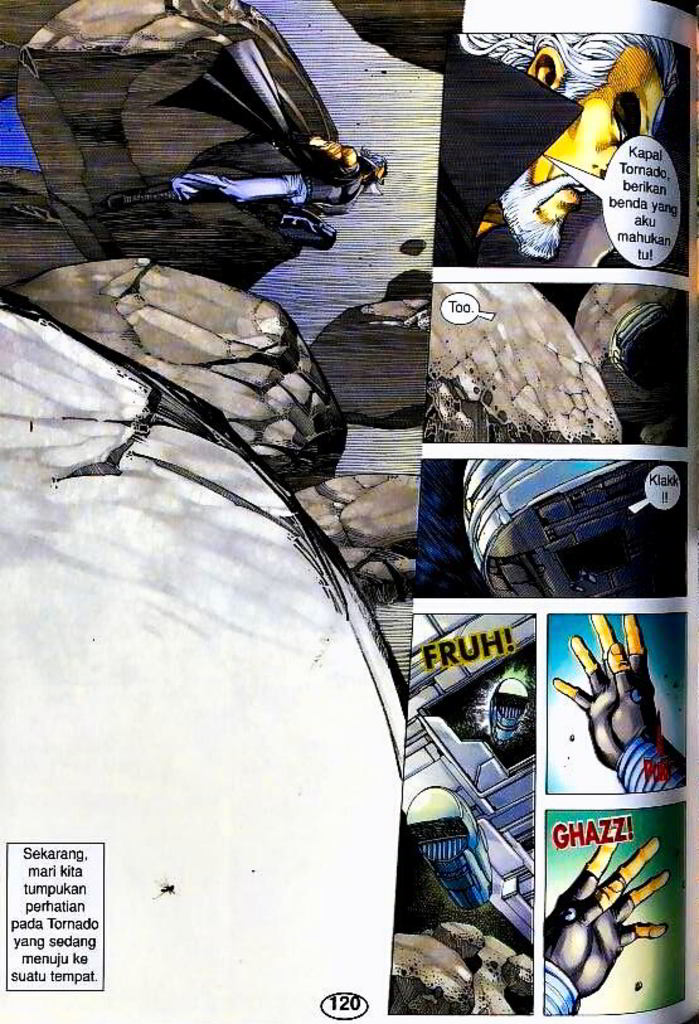 Kapal
Tornado,
berikan
benda yang
aku
mahukan
tu!
Too.
Klakk
!!
FRUH!
GHAZZ!
Sekarang,
mari kita
tumpukan
perhatian
pada Tornado
yang sedang
menuju ke
suatu tempat.
120